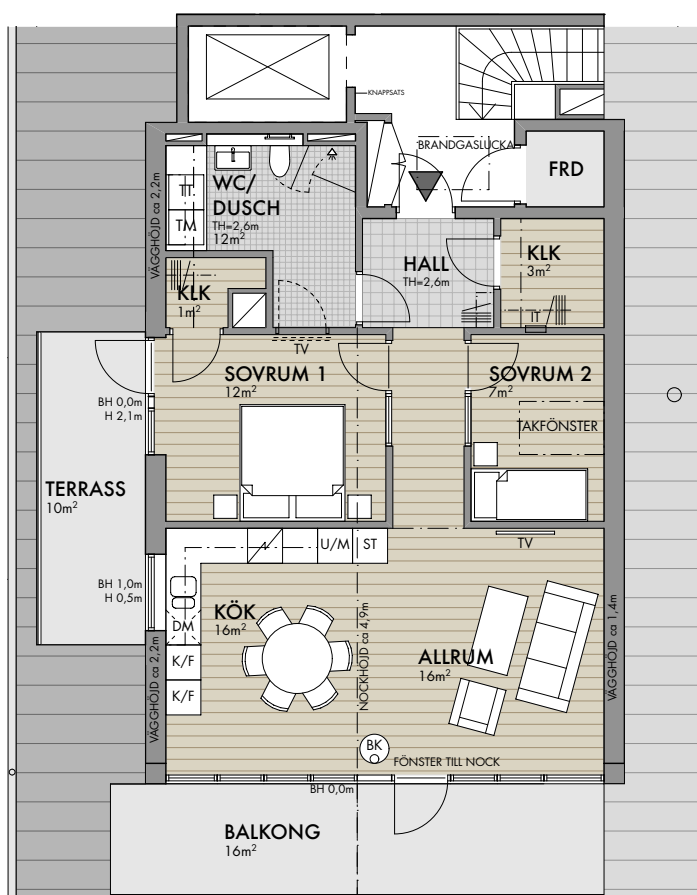 KNAPPSATS
BRANDGASLUCKA
FRD
VÄGGHÖJD ca 2,2m
TT
TM
WC/
DUSCH
TH=2,6m
12m²
HALL
TH=2,6m
KLK
3m²
IT
KLK
1m²
TV
SOVRUM 1
12m²
SOVRUM 2
7m²
TAKFÖNSTER
BH 0,0m
H 2,1m
TERRASS
10m²
U/M
ST
TV
BH 1,0m
H 0,5m
DM
K/F
K/F
KÖK
16m²
NOCKHÖJD ca 4,9m
ALLRUM
16m²
VÄGGHÖJD ca 2,2m
VÄGGHÖJD ca 1,4m
BK
FÖNSTER TILL NOCK
BH 0,0m
BALKONG
16m²